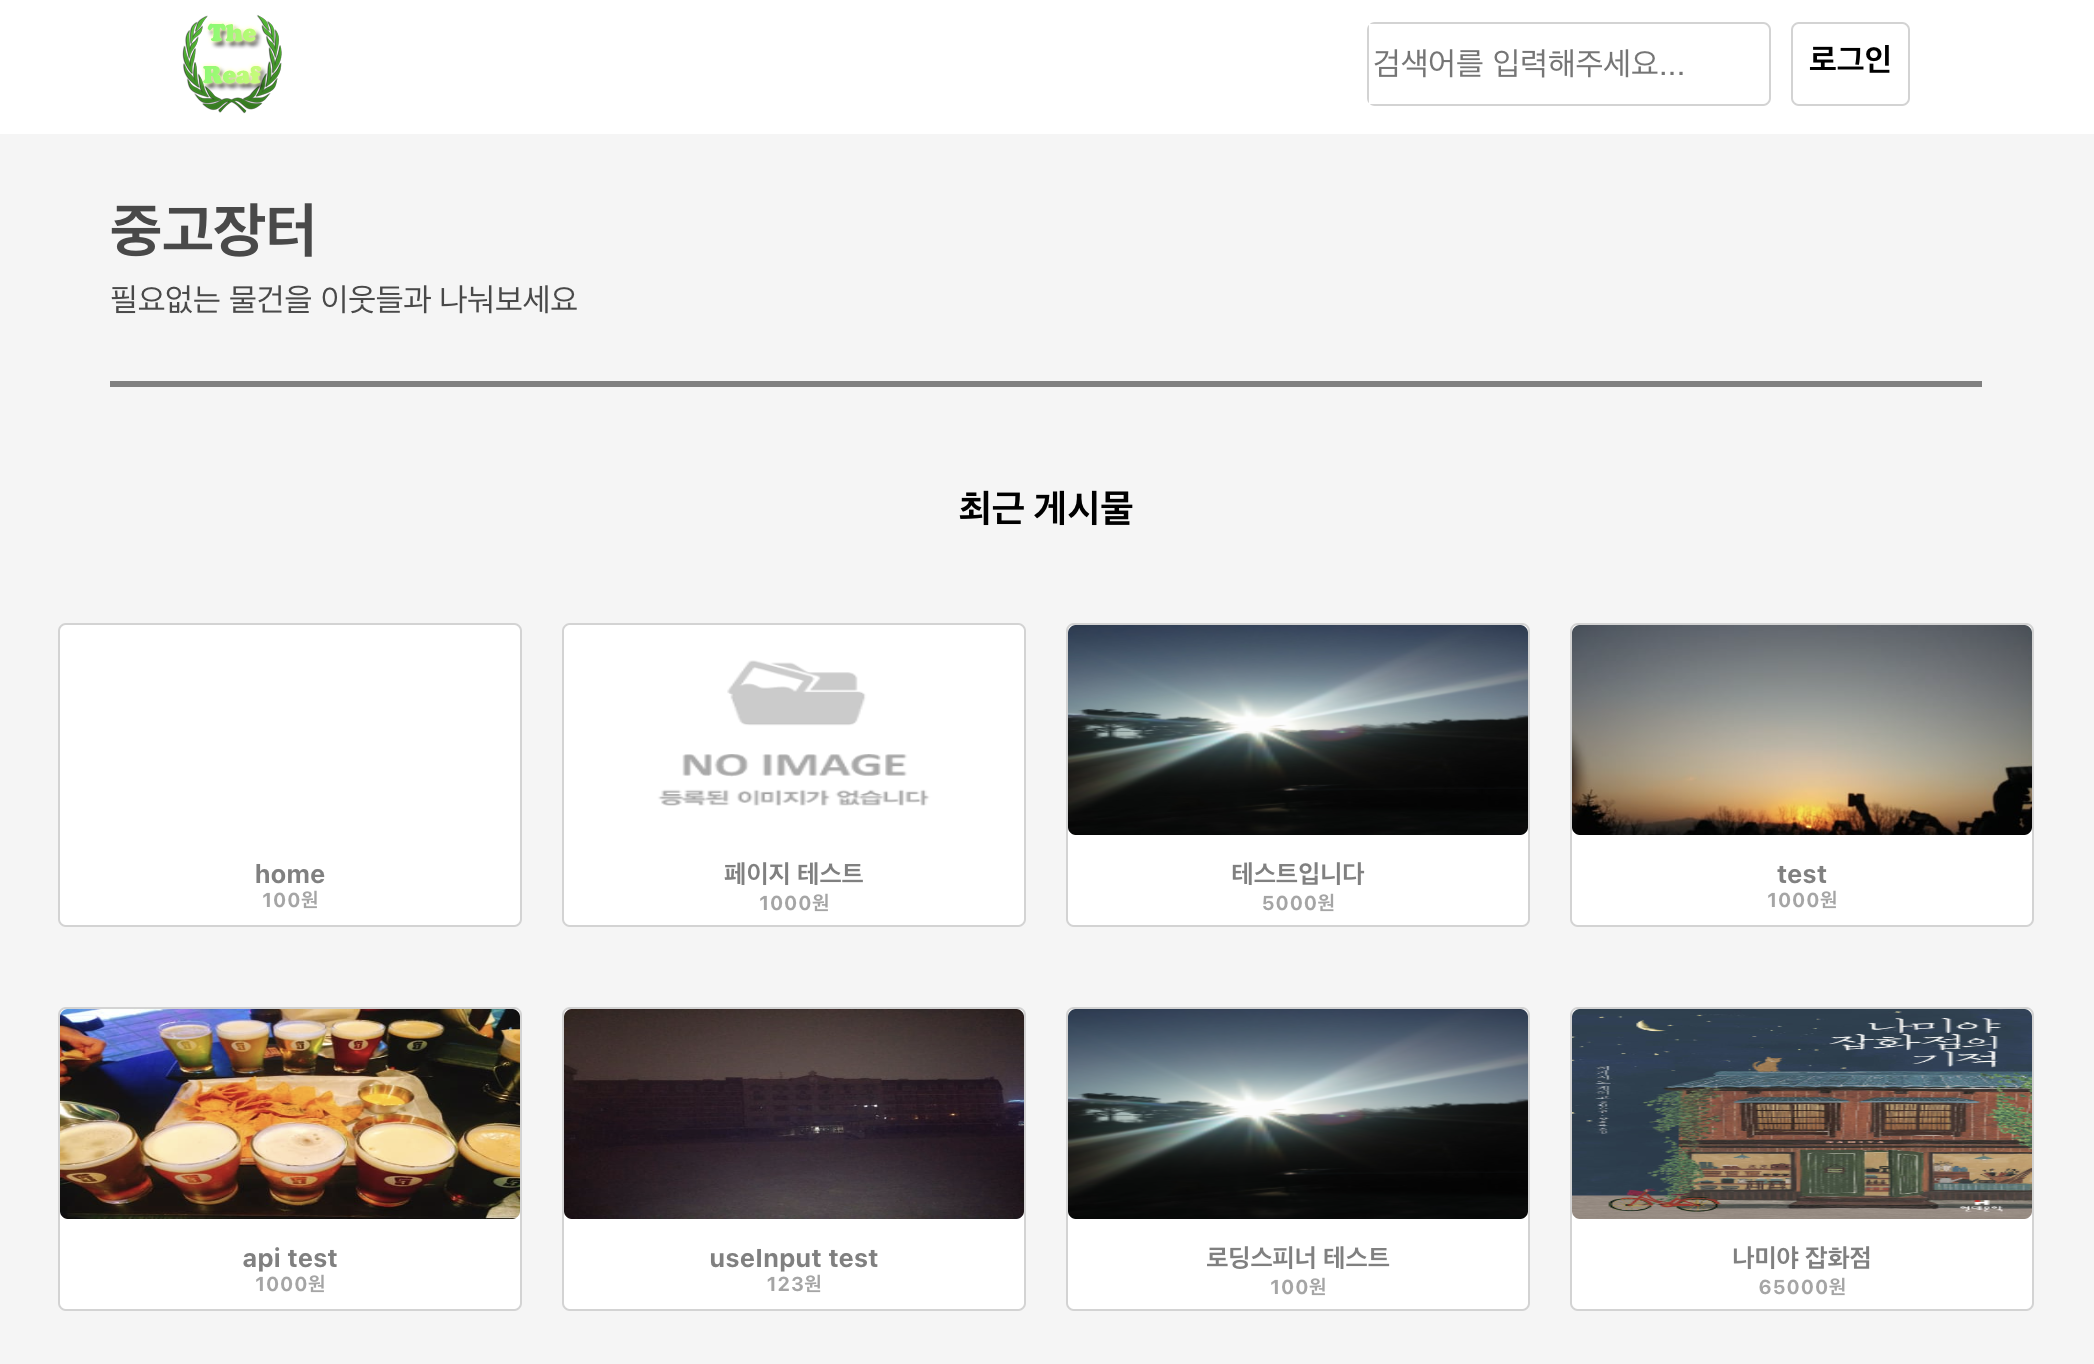 The
Real
검색어를 입력해주세요...
로그인
중고장터
필요없는 물건을 이웃들과 나눠보세요
최근 게시물
NO IMAGE
등록된 이미지가 없습니다
home
100원
페이지 테스트
1000원
테스트입니다
5000원
test
1000원
나미야
잡화점의
기적
api test
1000원
useInput test
123원
로딩스피너 테스트
100원
나미야 잡화점
65000원